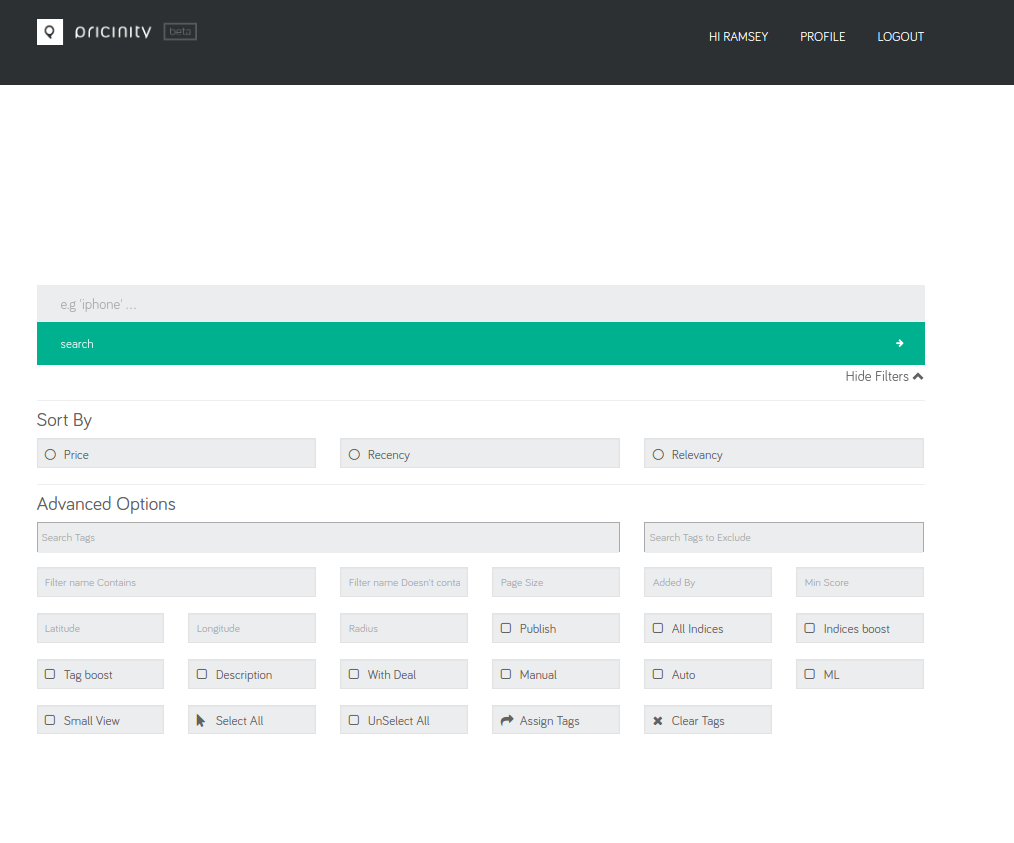 pricinity beta
HI RAMSEY PROFILE LOGOUT
e.g 'iphone' ...
search
Hide Filters
Sort By
Price Recency Relevancy
Advanced Options
Search Tags Search Tags to Exclude
Filter name Contains Filter name Doesn't conta Page Size Added By Min Score
Latitude Longitude Radius Publish All Indices Indices boost
Tag boost Description With Deal Manual Auto ML
Small View Select All UnSelect All Assign Tags Clear Tags